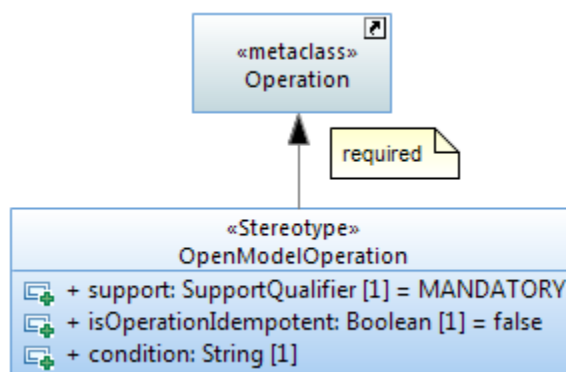 «metaclass»
Operation
required
«Stereotype»
OpenModelOperation
+ support: SupportQualifier [1] = MANDATORY
+ isOperationIdempotent: Boolean [1] = false
+ condition: String [1]